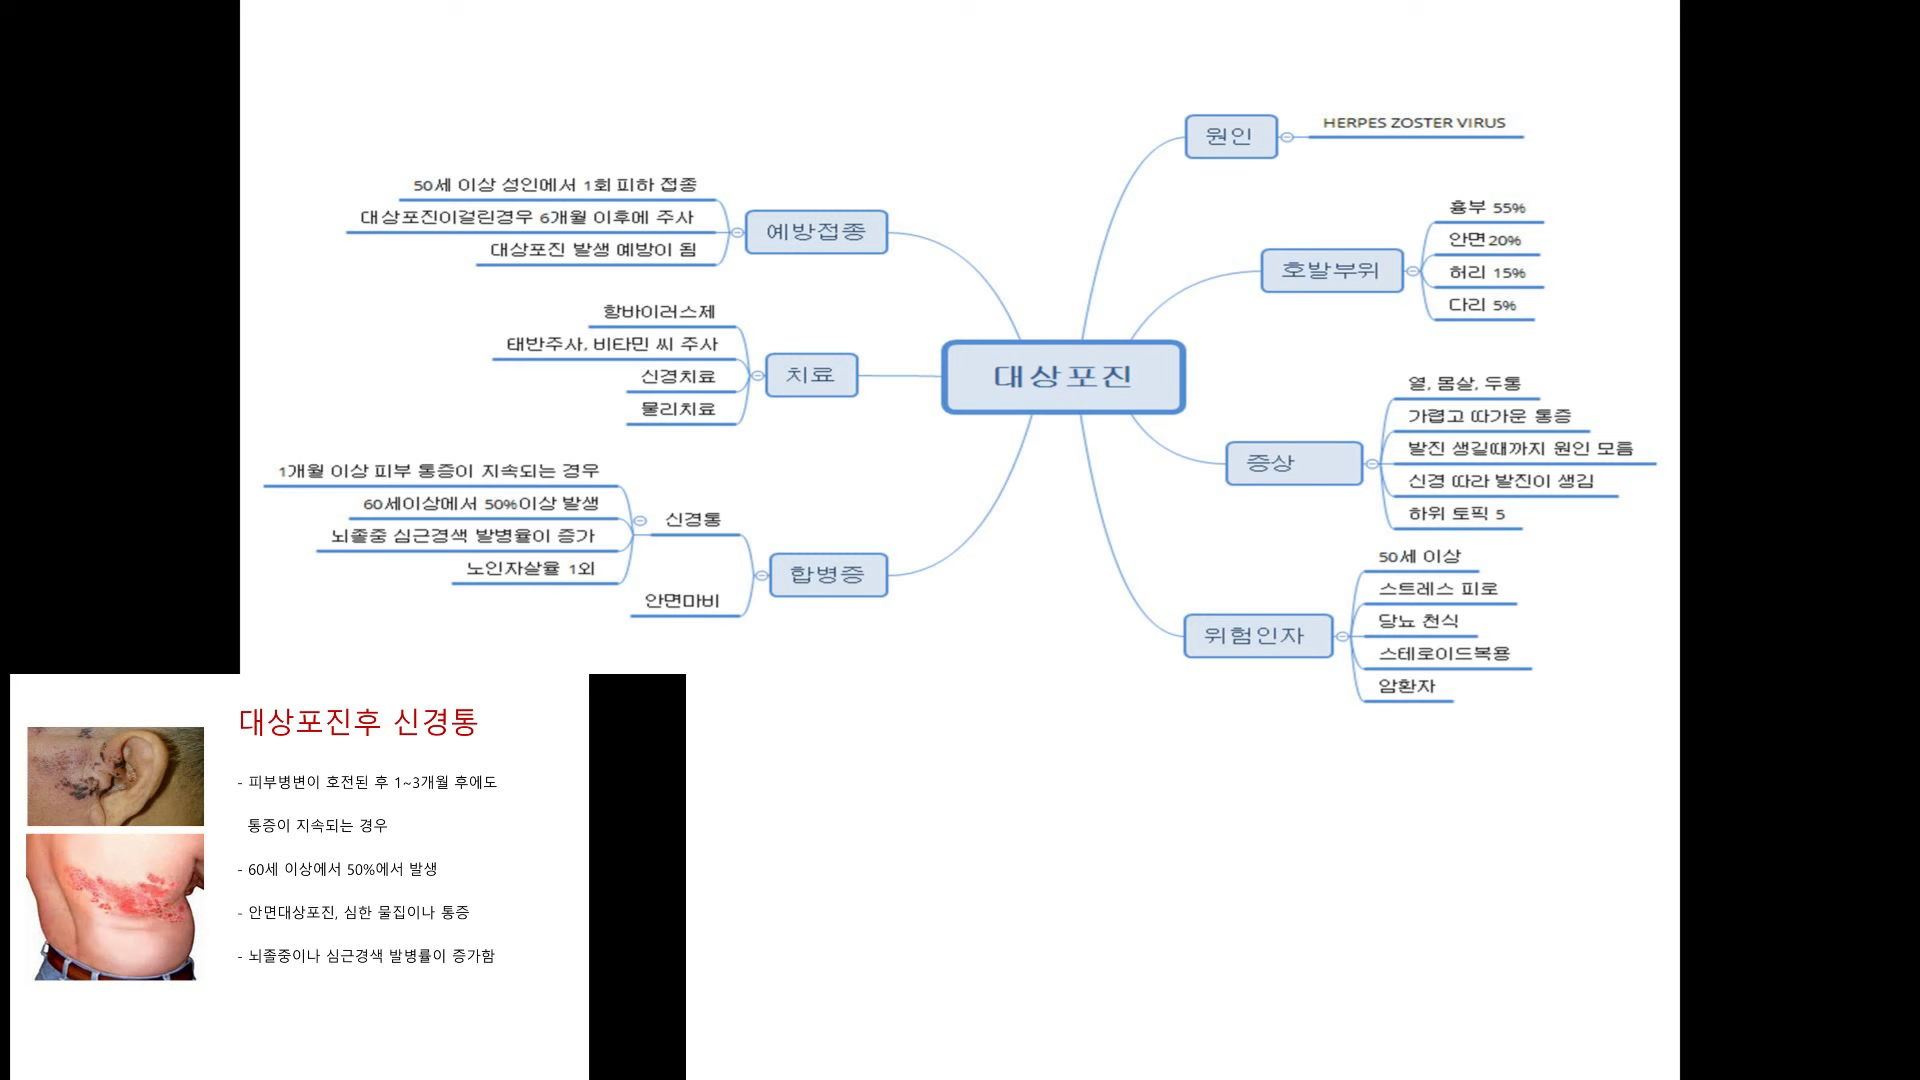 대상포진
원인
HERPES ZOSTER VIRUS
호발부위
흉부 55%
안면20%
허리 15%
다리 5%
증상
열, 몸살, 두통
가렵고 따가운 통증
발진 생길때까지 원인 모름
신경 따라 발진이 생김
하위 토픽 5
위험인자
50세 이상
스트레스 피로
당뇨 천식
스테로이드복용
암환자
예방접종
50세 이상 성인에서 1회 피하 접종
대상포진이걸린경우 6개월 이후에 주사
대상포진 발생 예방이 됨
치료
항바이러스제
태반주사, 비타민 씨 주사
신경치료
물리치료
합병증
신경통
1개월 이상 피부 통증이 지속되는 경우
60세이상에서 50%이상 발생
뇌졸중 심근경색 발병율이 증가
노인자살율 1외
안면마비
대상포진후 신경통
- 피부병변이 호전된 후 1~3개월 후에도
통증이 지속되는 경우
- 60세 이상에서 50%에서 발생
- 안면대상포진, 심한 물집이나 통증
- 뇌졸중이나 심근경색 발병률이 증가함